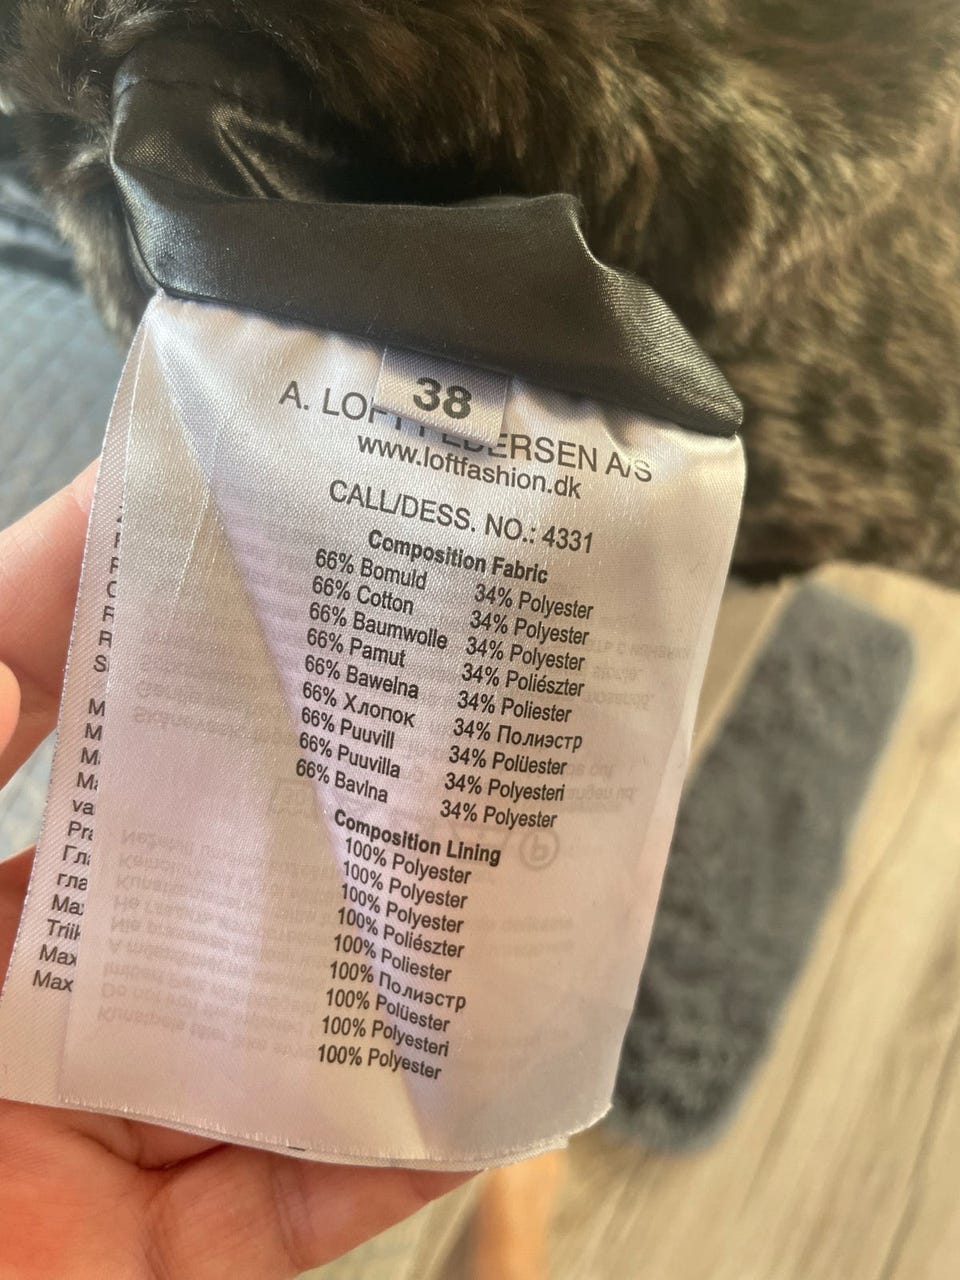 38
A. LOFT PEDERSEN A/S
www.loftfashion.dk
CALL/DESS. NO.: 4331
Composition Fabric
66% Bomuld 34% Polyester
66% Cotton 34% Polyester
66% Baumwolle 34% Polyester
66% Pamut 34% Poliészter
66% Bawelna 34% Poliester
66% Хлопок 34% Полиэстр
66% Puuvill 34% Polüester
66% Puuvilla 34% Polyesteri
66% Bavlna 34% Polyester
Composition Lining
100% Polyester
100% Polyester
100% Polyester
100% Poliészter
100% Poliester
100% Полиэстр
100% Polüester
100% Polyesteri
100% Polyester
Max
Max